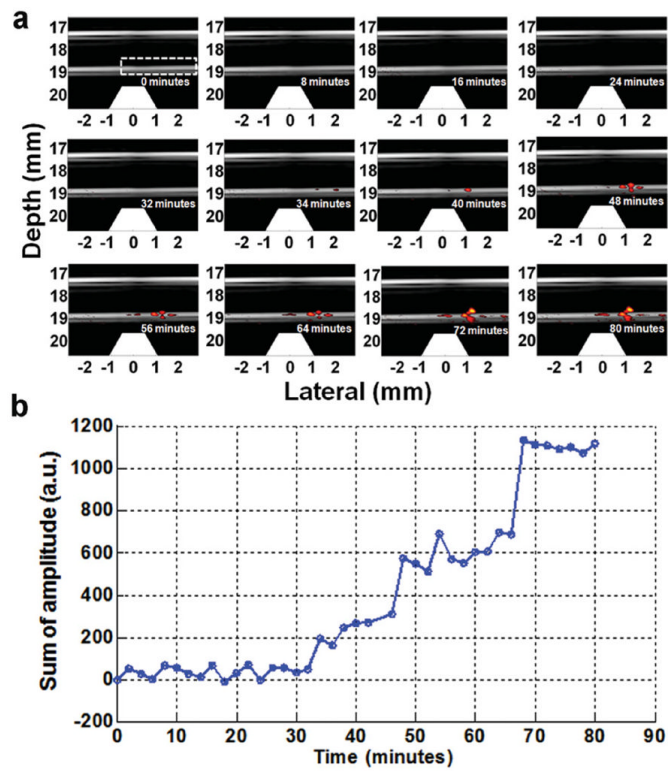 a
17
18
19
20
0 minutes
-2 -1 0 1 2
17
18
19
20
8 minutes
-2 -1 0 1 2
17
18
19
20
16 minutes
-2 -1 0 1 2
17
18
19
20
24 minutes
-2 -1 0 1 2
Depth (mm)
17
18
19
20
32 minutes
-2 -1 0 1 2
17
18
19
20
34 minutes
-2 -1 0 1 2
17
18
19
20
40 minutes
-2 -1 0 1 2
17
18
19
20
48 minutes
-2 -1 0 1 2
17
18
19
20
56 minutes
-2 -1 0 1 2
17
18
19
20
64 minutes
-2 -1 0 1 2
17
18
19
20
72 minutes
-2 -1 0 1 2
17
18
19
20
80 minutes
-2 -1 0 1 2
Lateral (mm)
b
Sum of amplitude (a.u.)
1200
1000
800
600
400
200
0
-200
0 10 20 30 40 50 60 70 80 90
Time (minutes)